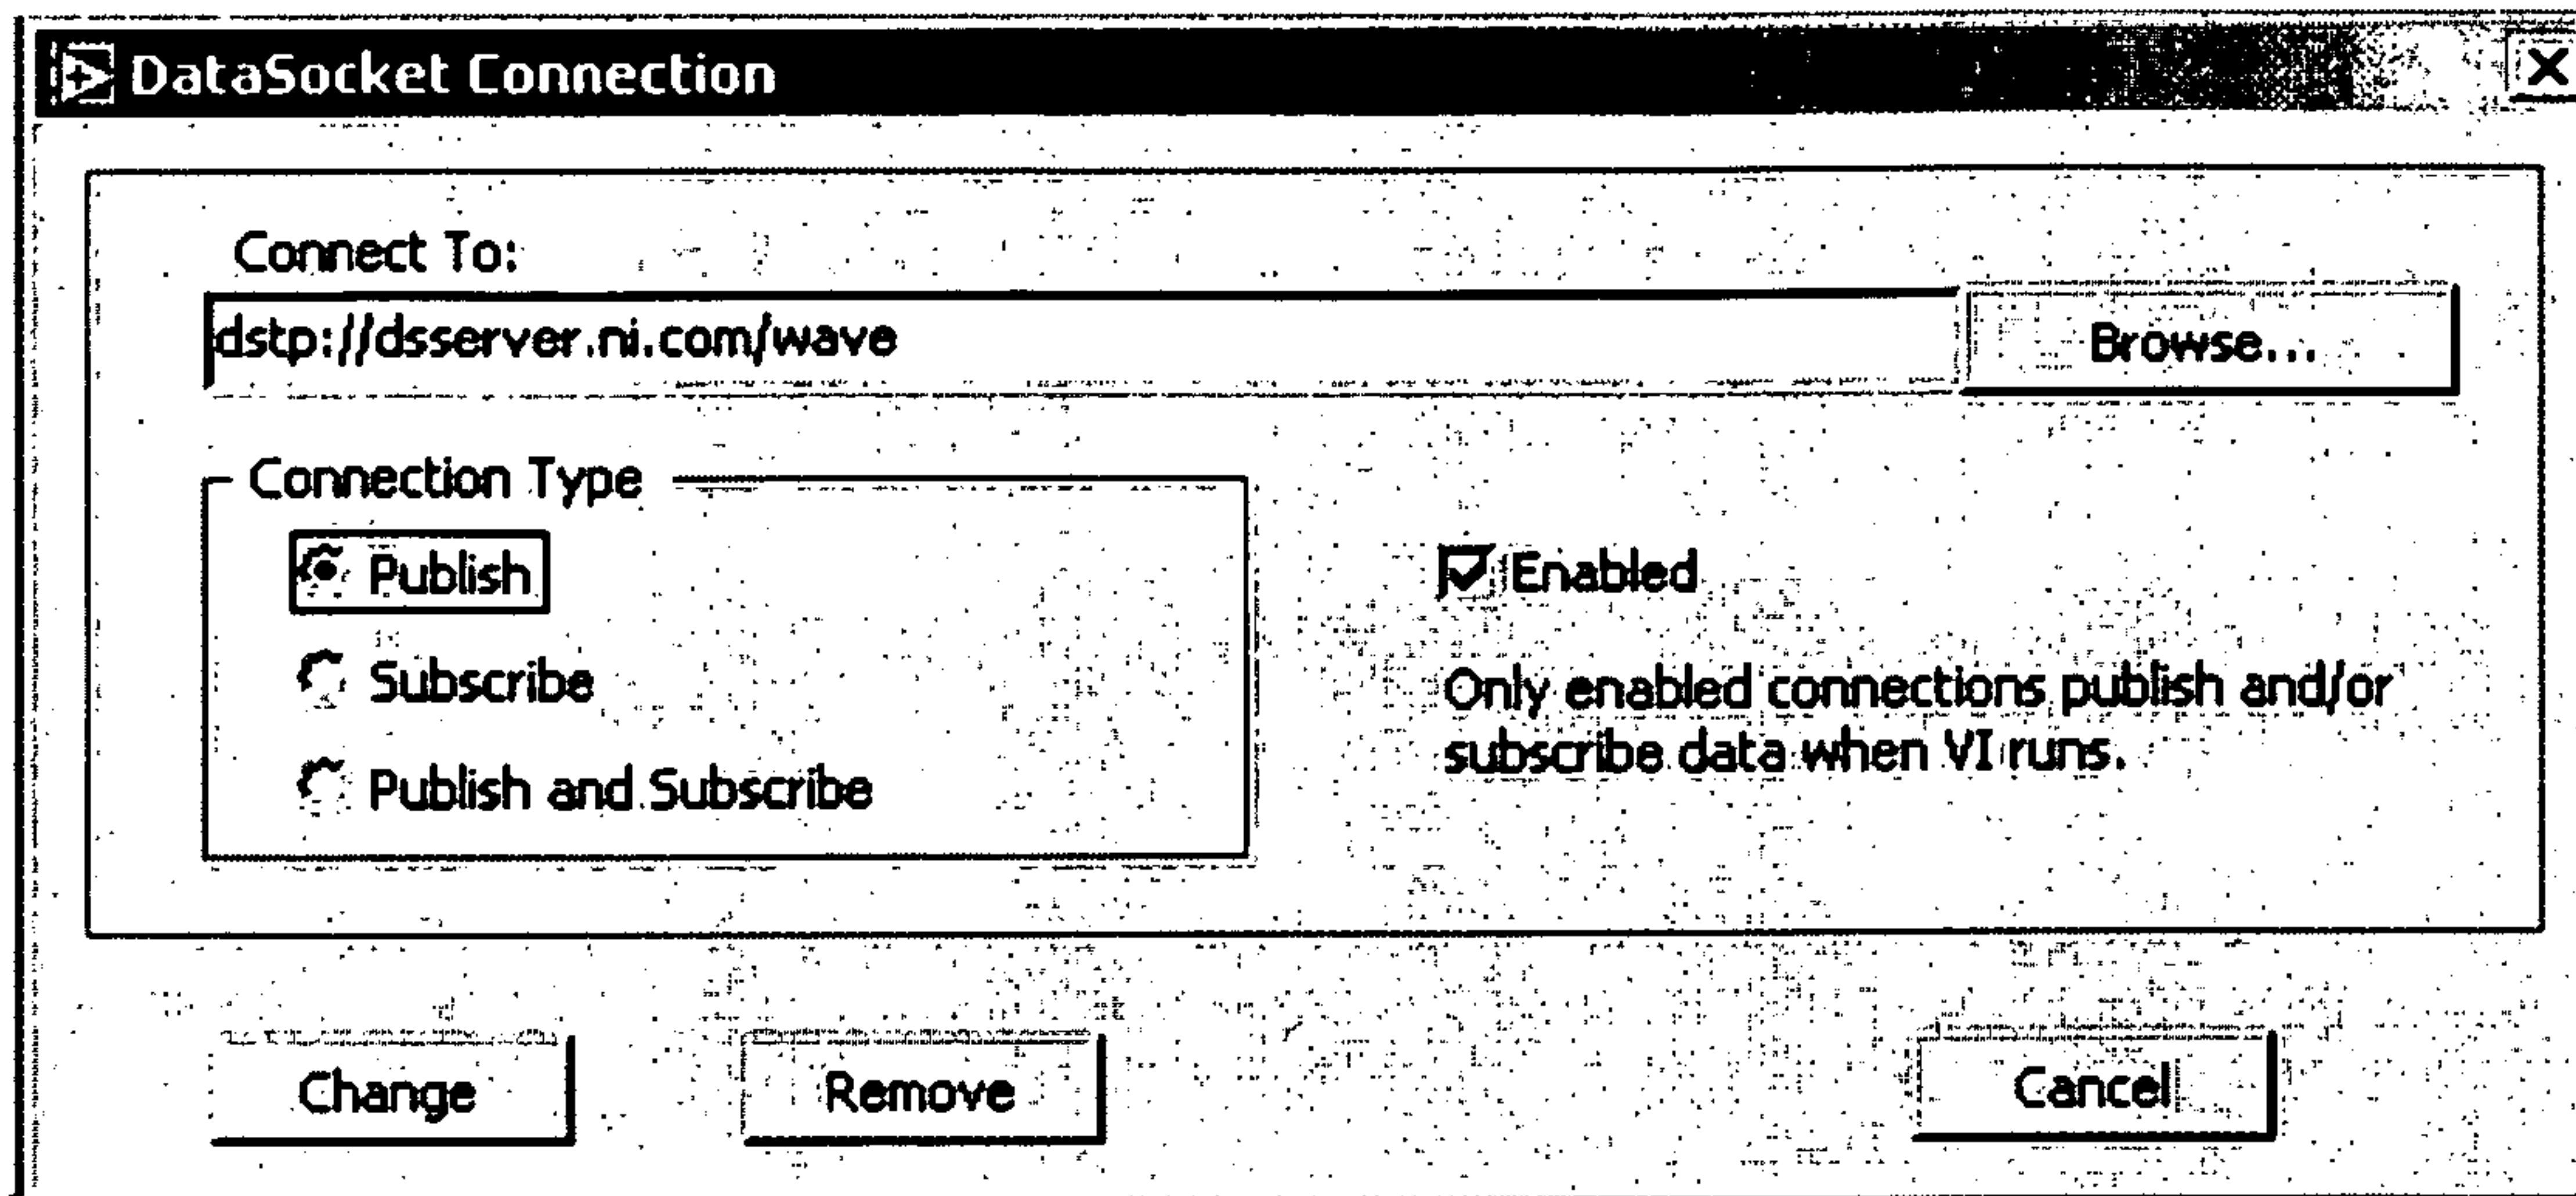 DataSocket Connection
Connect To:
dstp://dsserver.ni.com/wave
Browse...
Connection Type
Publish
Subscribe
Publish and Subscribe
Enabled
Only enabled connections publish and/or
subscribe data when VI runs.
Change
Remove
Cancel